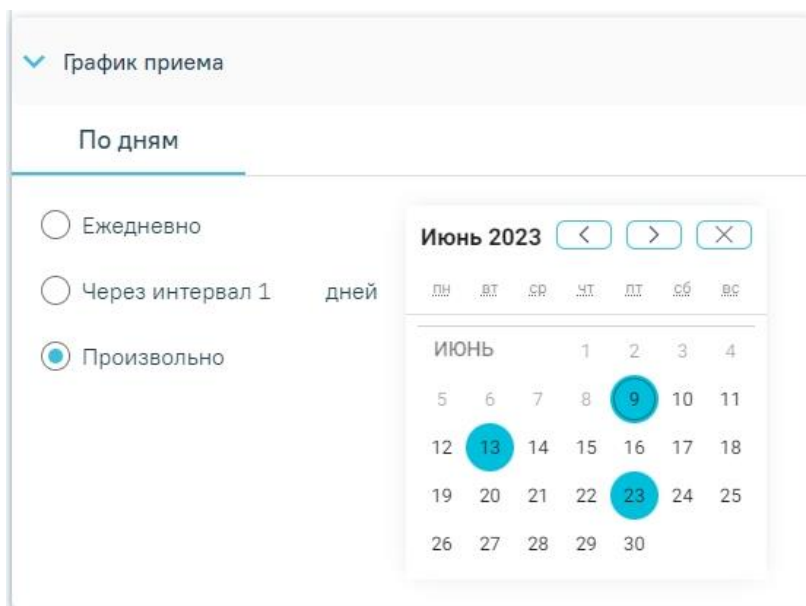 График приема
По дням
Ежедневно
Через интервал 1 дней
Произвольно
Июнь 2023
пн вт ср чт пт сб вс
ИЮНЬ 1 2 3 4
5 6 7 8 9 10 11
12 13 14 15 16 17 18
19 20 21 22 23 24 25
26 27 28 29 30